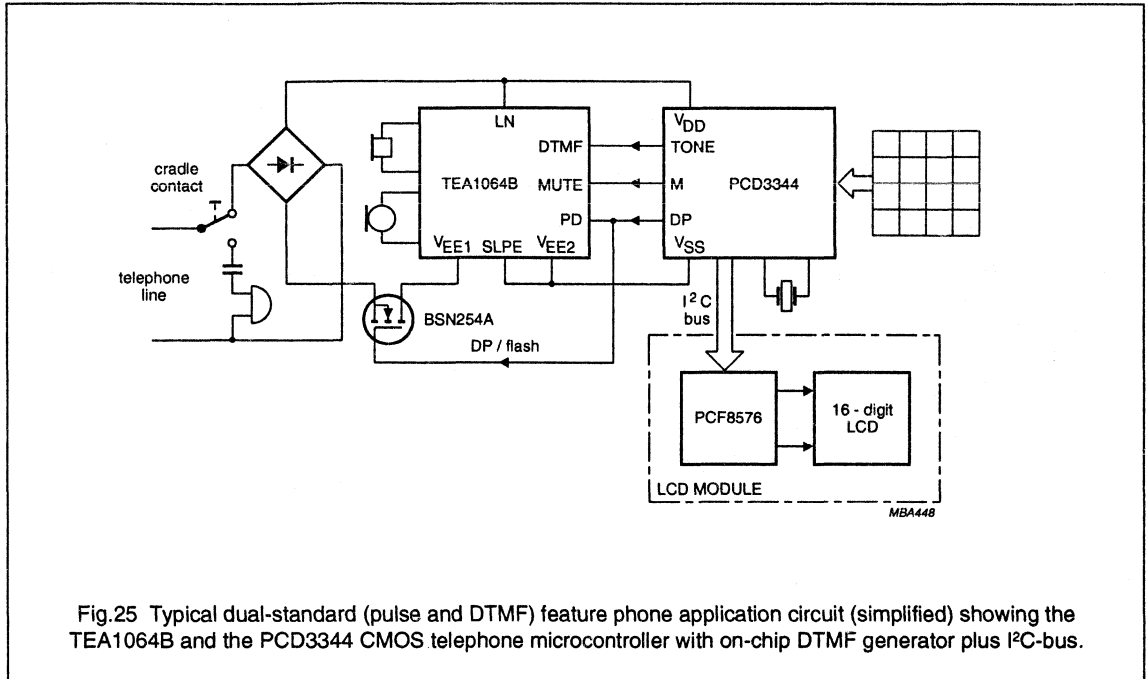 cradle
contact
telephone
line
LN
DTMF
TEA1064B
MUTE
PD
VEE1 SLPE VEE2
VDD
TONE
M
PCD3344
DP
VSS
BSN254A
DP / flash
I²C
bus
PCF8576
16 - digit
LCD
LCD MODULE
MBA448
Fig.25 Typical dual-standard (pulse and DTMF) feature phone application circuit (simplified) showing the
TEA1064B and the PCD3344 CMOS telephone microcontroller with on-chip DTMF generator plus I²C-bus.